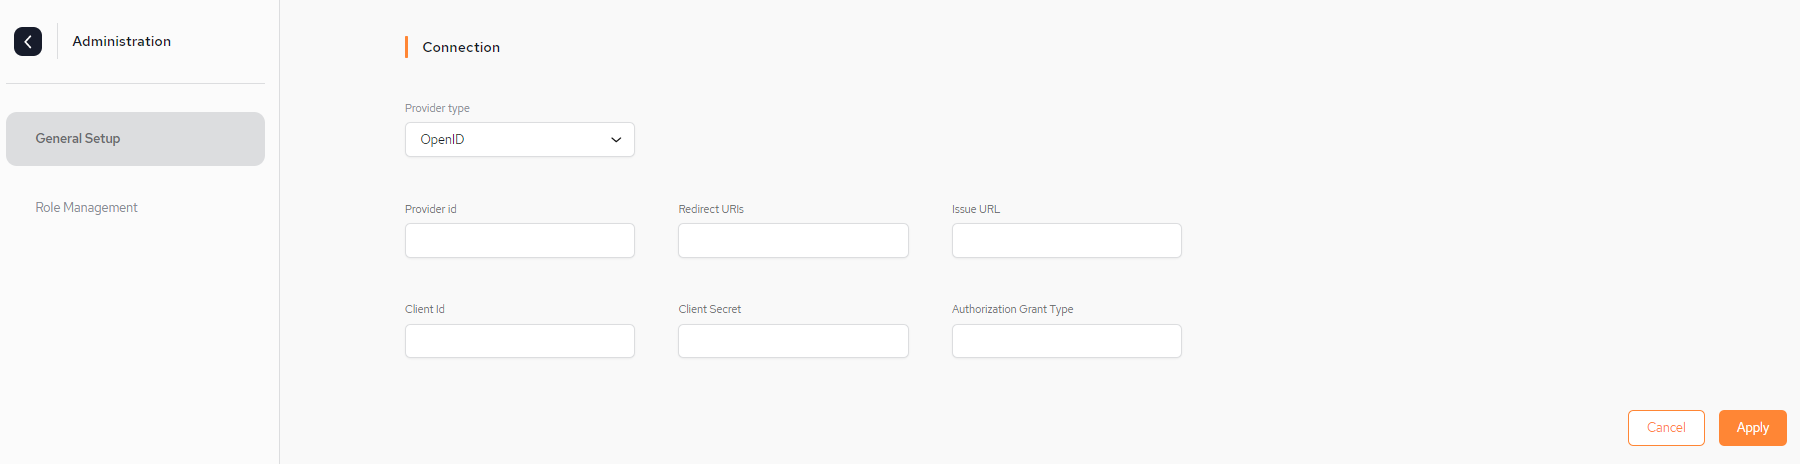 Administration
General Setup
Role Management
Connection
Provider type
OpenID
Provider id
Redirect URIs
Issue URL
Client Id
Client Secret
Authorization Grant Type
Cancel
Apply